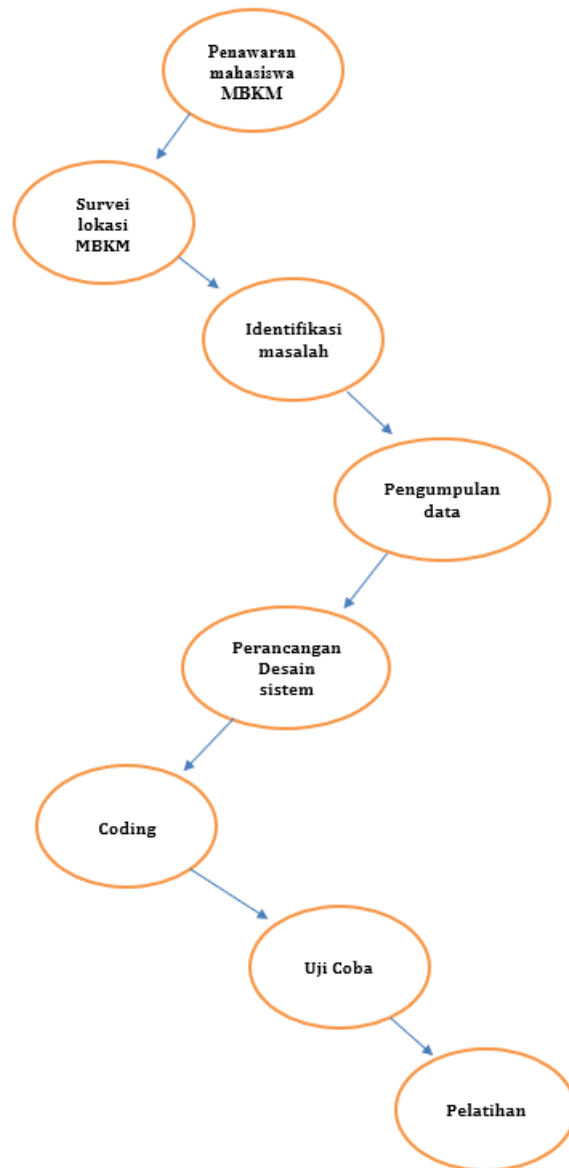 Penawaran
mahasiswa
MBKM
Survei
lokasi
MBKM
Identifikasi
masalah
Pengumpulan
data
Perancangan
Desain
sistem
Coding
Uji Coba
Pelatihan